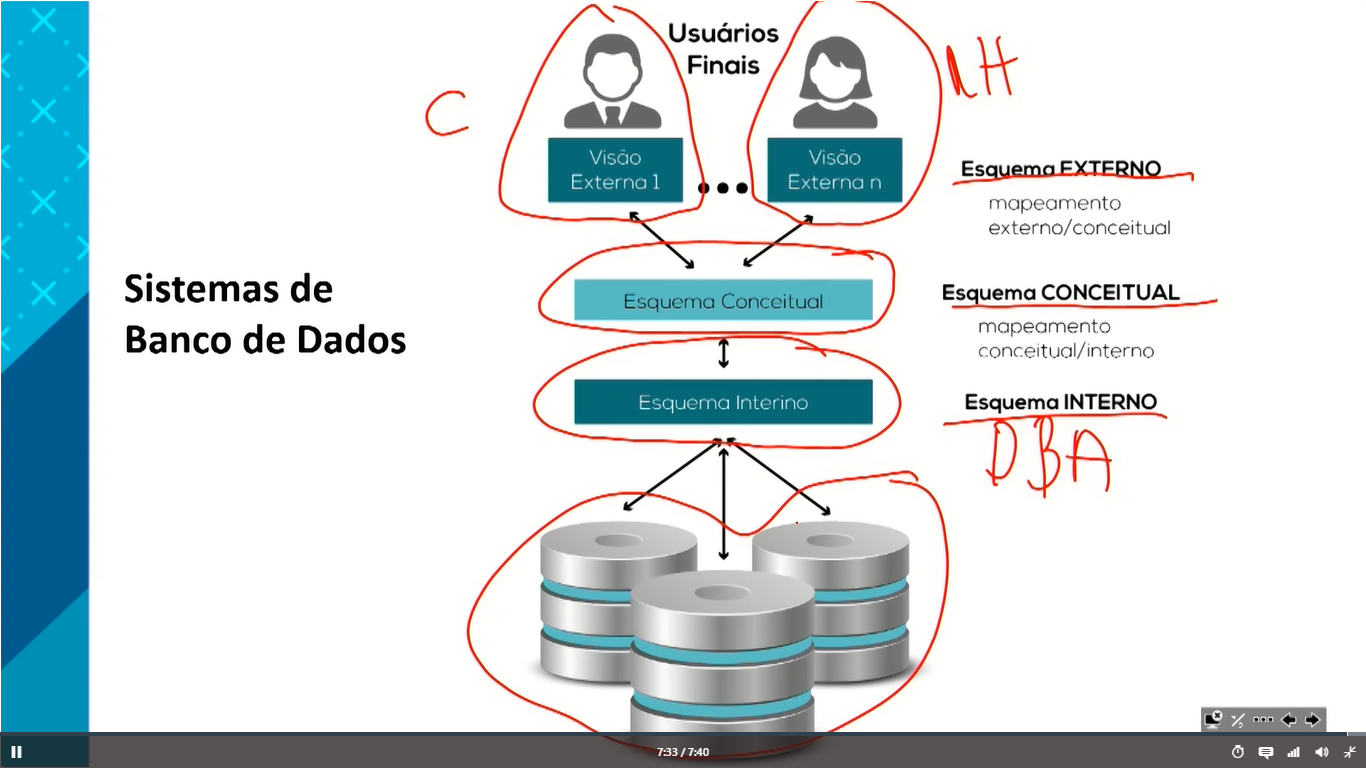 Usuários
Finais
C
RH
Visão
Externa 1
Visão
Externa n
Esquema EXTERNO
mapeamento
externo/conceitual
Sistemas de
Banco de Dados
Esquema Conceitual
Esquema CONCEITUAL
mapeamento
conceitual/interno
Esquema Interino
Esquema INTERNO
DBA
7:33 / 7:40